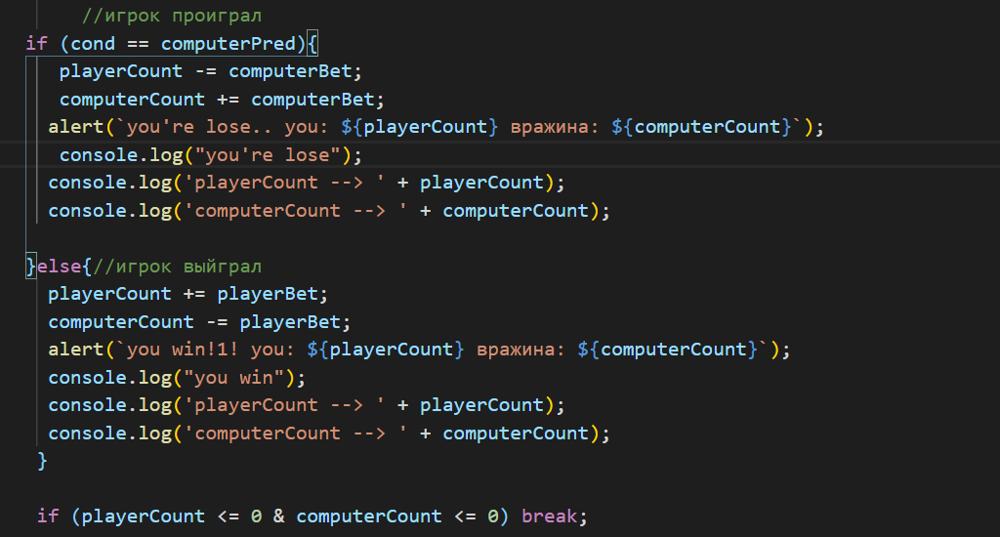 //игрок проиграл
if (cond == computerPred){
playerCount -= computerBet;
computerCount += computerBet;
alert(`you're lose.. you: ${playerCount} вражина: ${computerCount}`);
console.log("you're lose");
console.log('playerCount --> ' + playerCount);
console.log('computerCount --> ' + computerCount);
}else{//игрок выйграл
playerCount += playerBet;
computerCount -= playerBet;
alert(`you win!1! you: ${playerCount} вражина: ${computerCount}`);
console.log("you win");
console.log('playerCount --> ' + playerCount);
console.log('computerCount --> ' + computerCount);
}
if (playerCount <= 0 & computerCount <= 0) break;